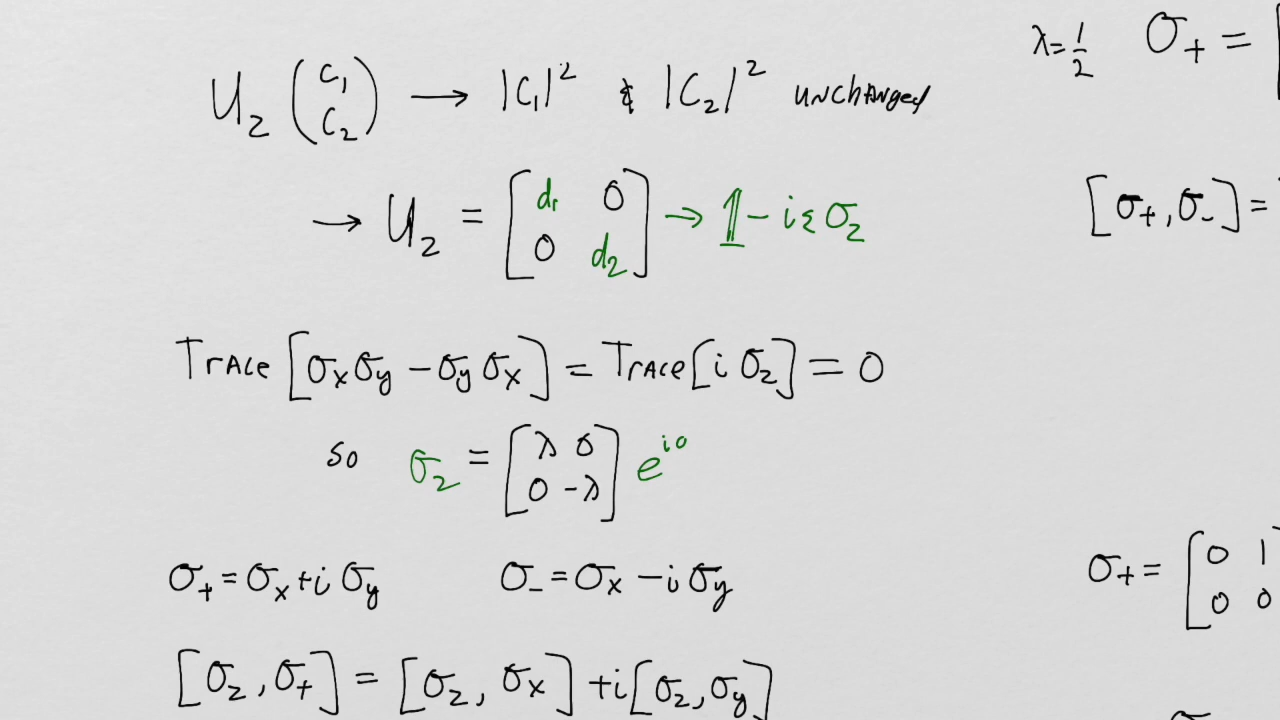 U_z (c_1 c_2) → |c_1|^2 & |c_2|^2 unchanged
→ U_z = [d_1 0; 0 d_2] → 𝟙 - iε σ_z
Trace [σ_x σ_y - σ_y σ_x] = Trace [i σ_z] = 0
so σ_z = [λ 0; 0 -λ] e^{i0}
σ_+ = σ_x + i σ_y σ_- = σ_x - i σ_y
[σ_z, σ_+] = [σ_z, σ_x] + i [σ_z, σ_y]
λ = 1/2 σ_+ = [
[σ_+, σ_-] =
σ_+ = [0 1; 0 0